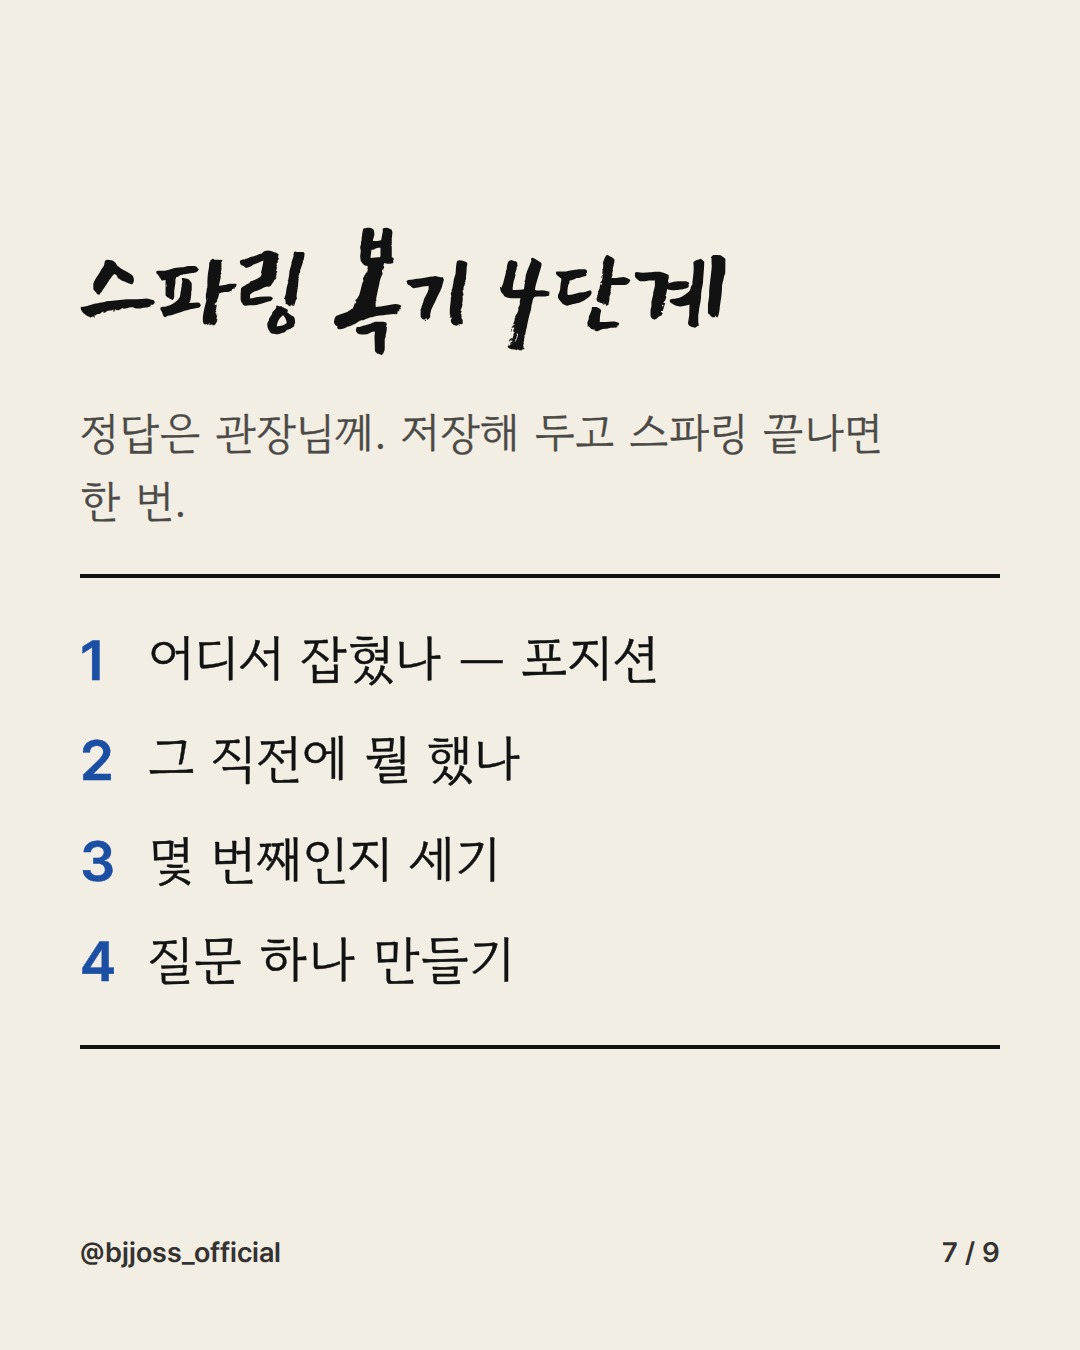 스파링 복기 4단계
정답은 관장님께. 저장해 두고 스파링 끝나면
한 번.
1 어디서 잡혔나 — 포지션
2 그 직전에 뭘 했나
3 몇 번째인지 세기
4 질문 하나 만들기
@bjjoss_official
7 / 9